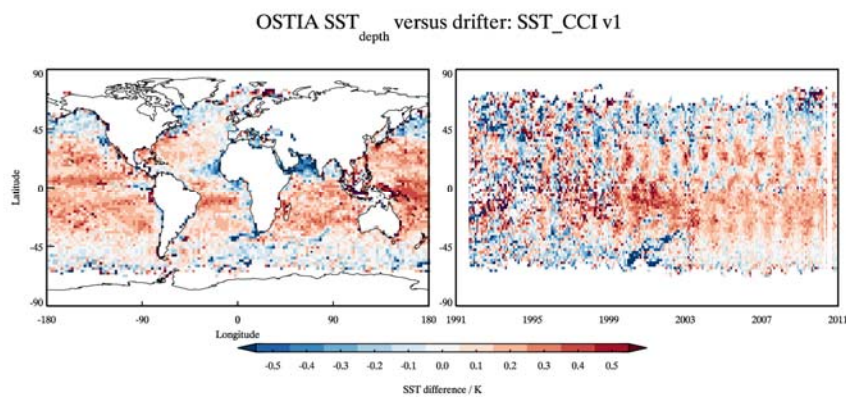 OSTIA SST_depth versus drifter: SST_CCI v1
90
45
0
-45
-90
Latitude
-180 -90 0 90 180
Longitude
90
45
0
-45
-90
1991 1995 1999 2003 2007 2011
-0.5 -0.4 -0.3 -0.2 -0.1 0.0 0.1 0.2 0.3 0.4 0.5
SST difference / K